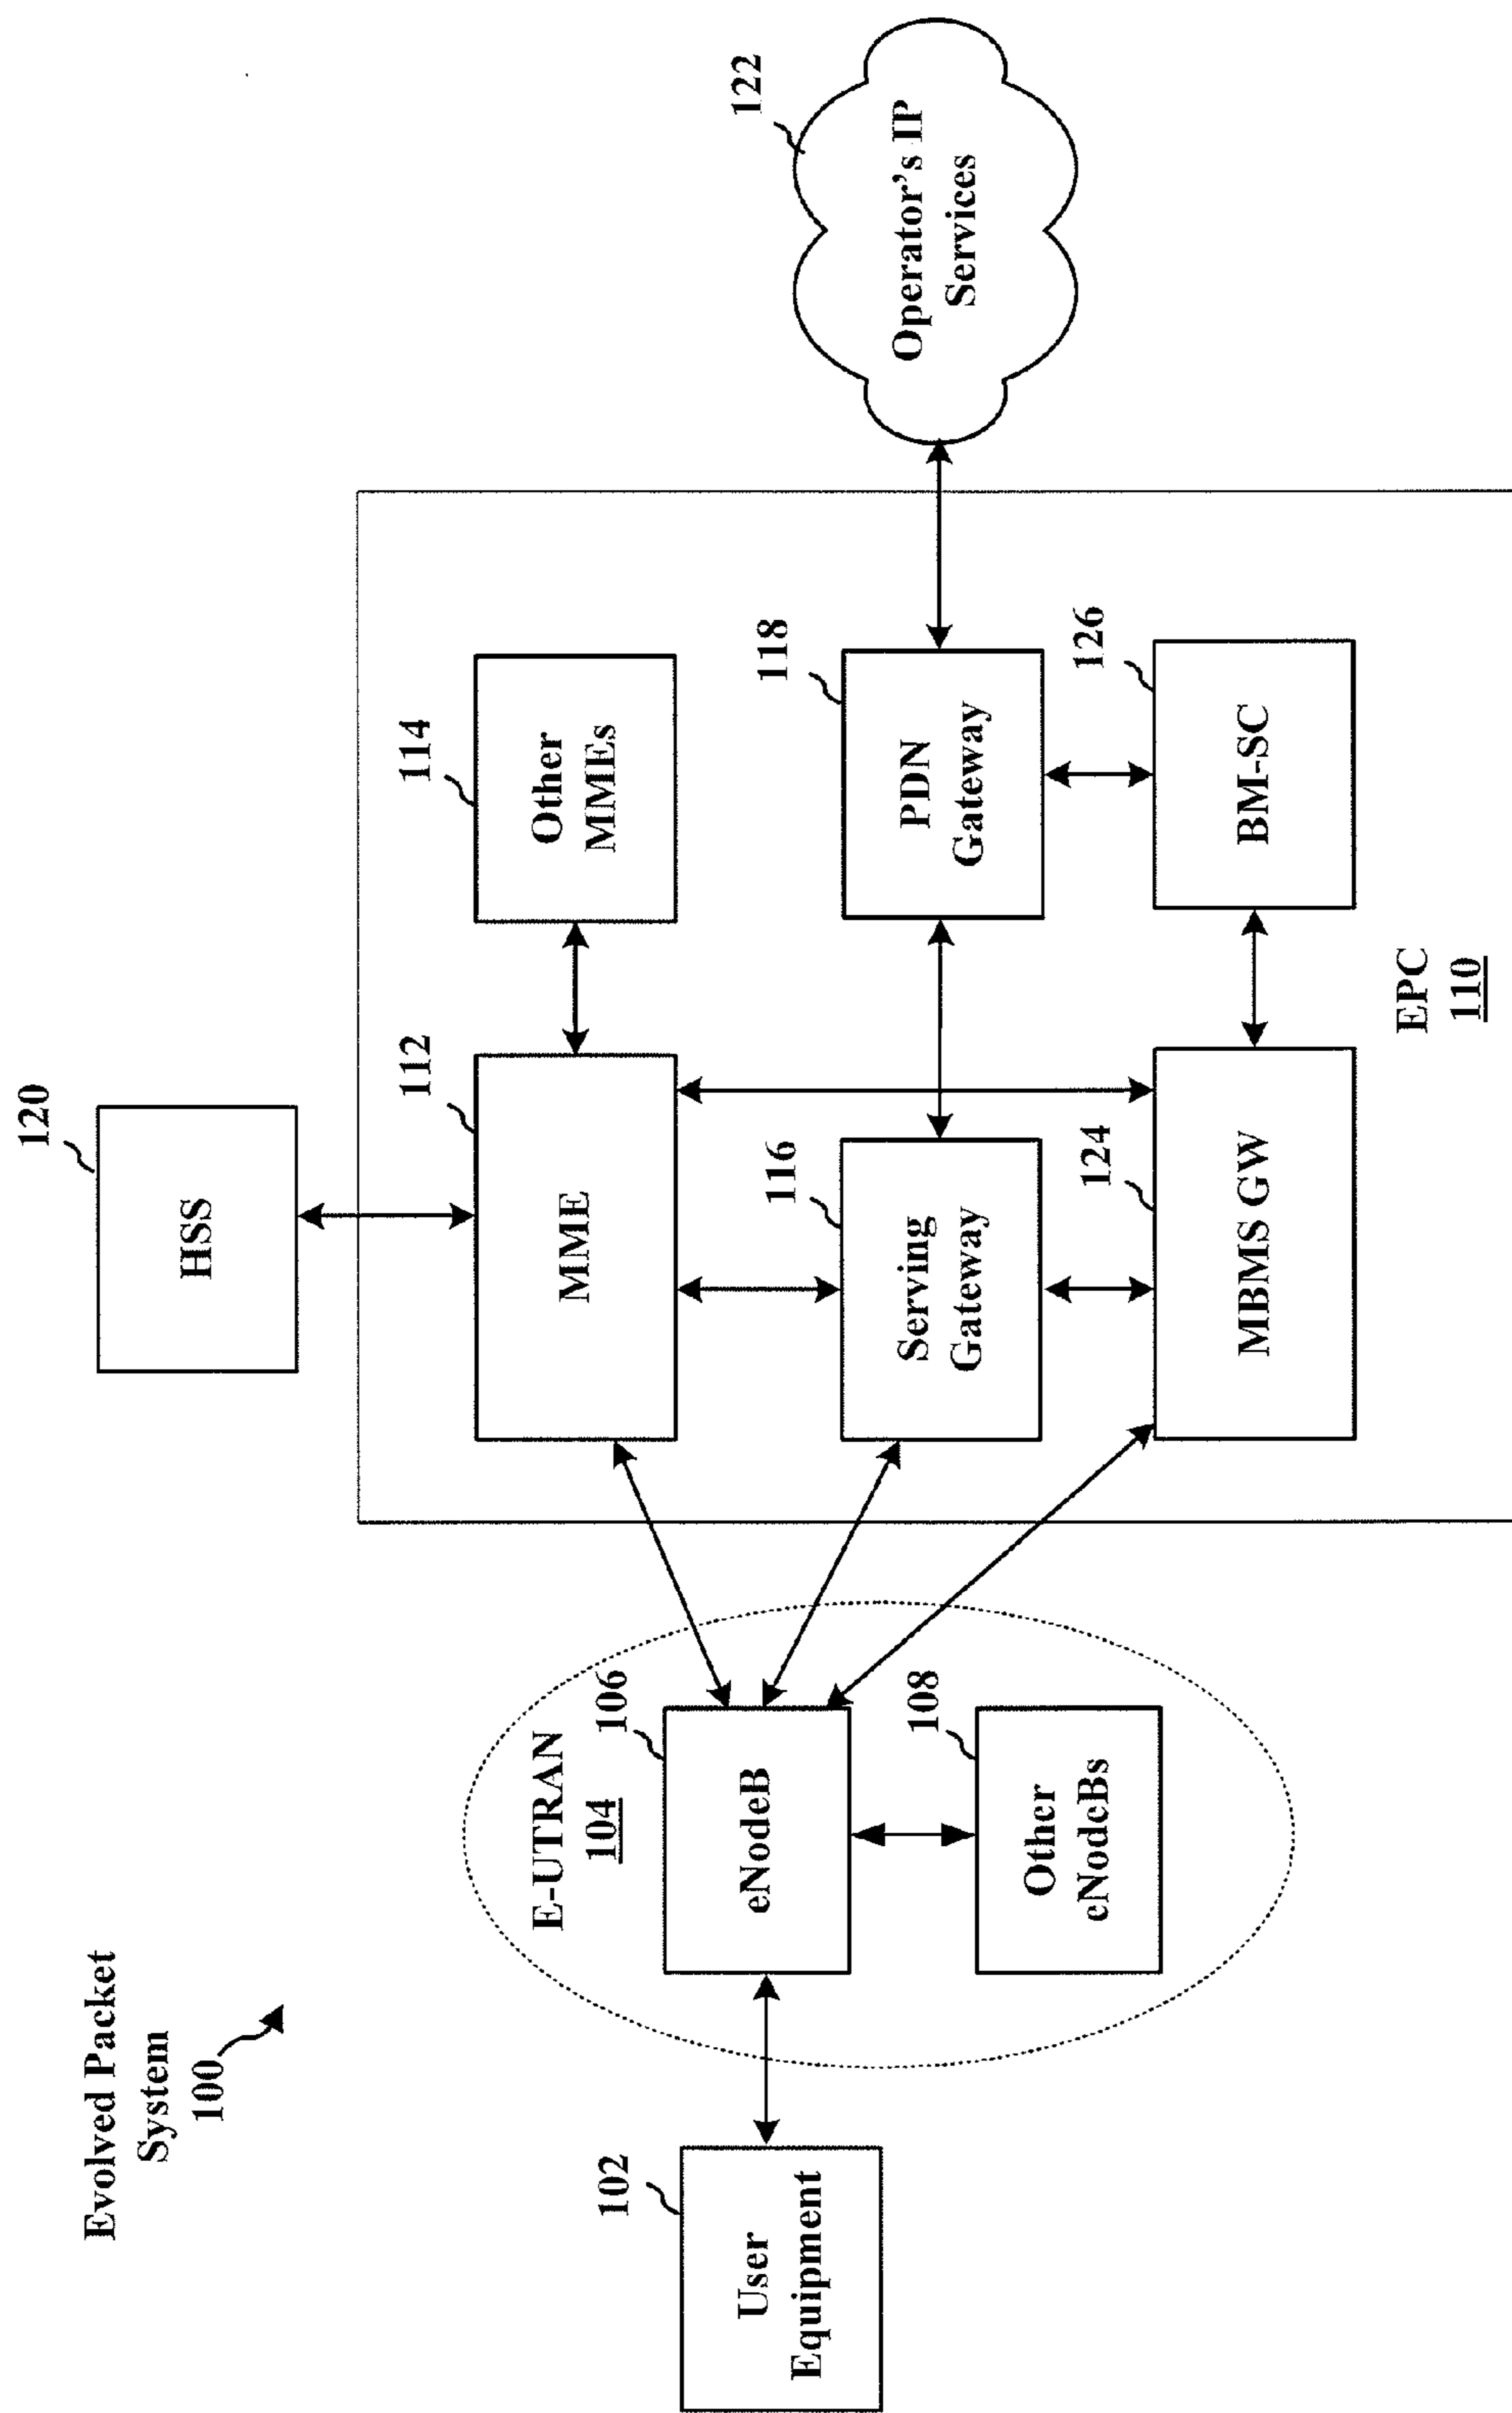 Evolved Packet
System
100
User
Equipment
102
E-UTRAN
104
eNodeB
106
Other
eNodeBs
108
HSS
120
MME
112
Other
MMEs
114
Serving
Gateway
116
PDN
Gateway
118
MBMS GW
124
BM-SC
126
EPC
110
Operator's IP
Services
122